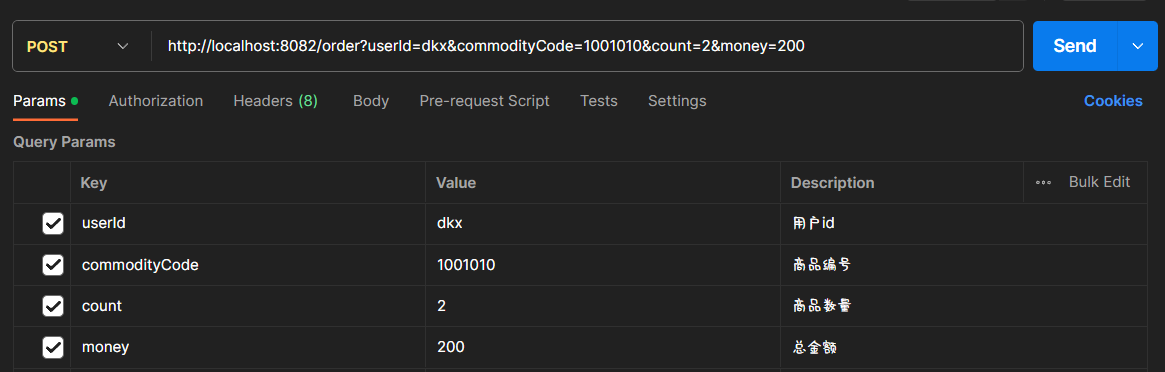 POST http://localhost:8082/order?userId=dkx&commodityCode=1001010&count=2&money=200 Send
Params Authorization Headers (8) Body Pre-request Script Tests Settings Cookies
Query Params
Key Value Description ••• Bulk Edit
userId dkx 用户id
commodityCode 1001010 商品编号
count 2 商品数量
money 200 总金额